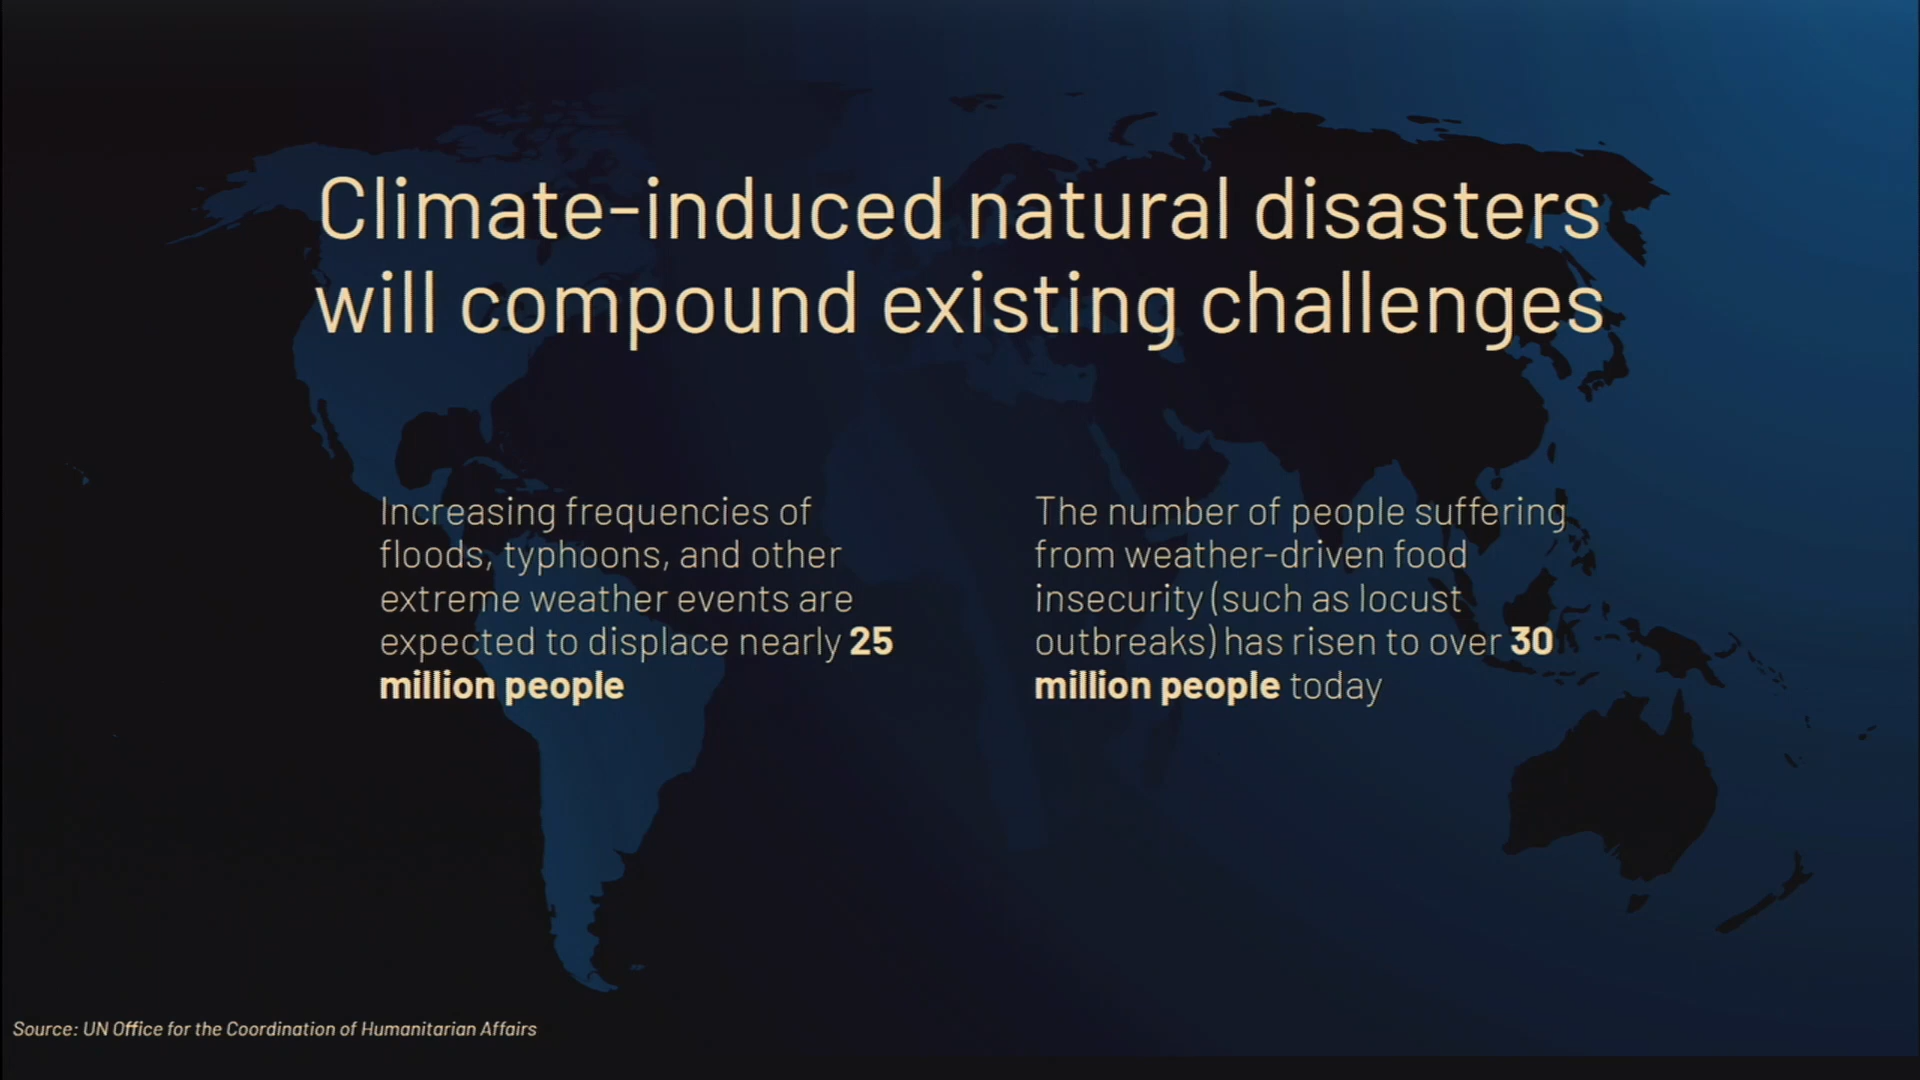 Climate-induced natural disasters
will compound existing challenges
Increasing frequencies of
floods, typhoons, and other
extreme weather events are
expected to displace nearly 25
million people
The number of people suffering
from weather-driven food
insecurity (such as locust
outbreaks) has risen to over 30
million people today
Source: UN Office for the Coordination of Humanitarian Affairs